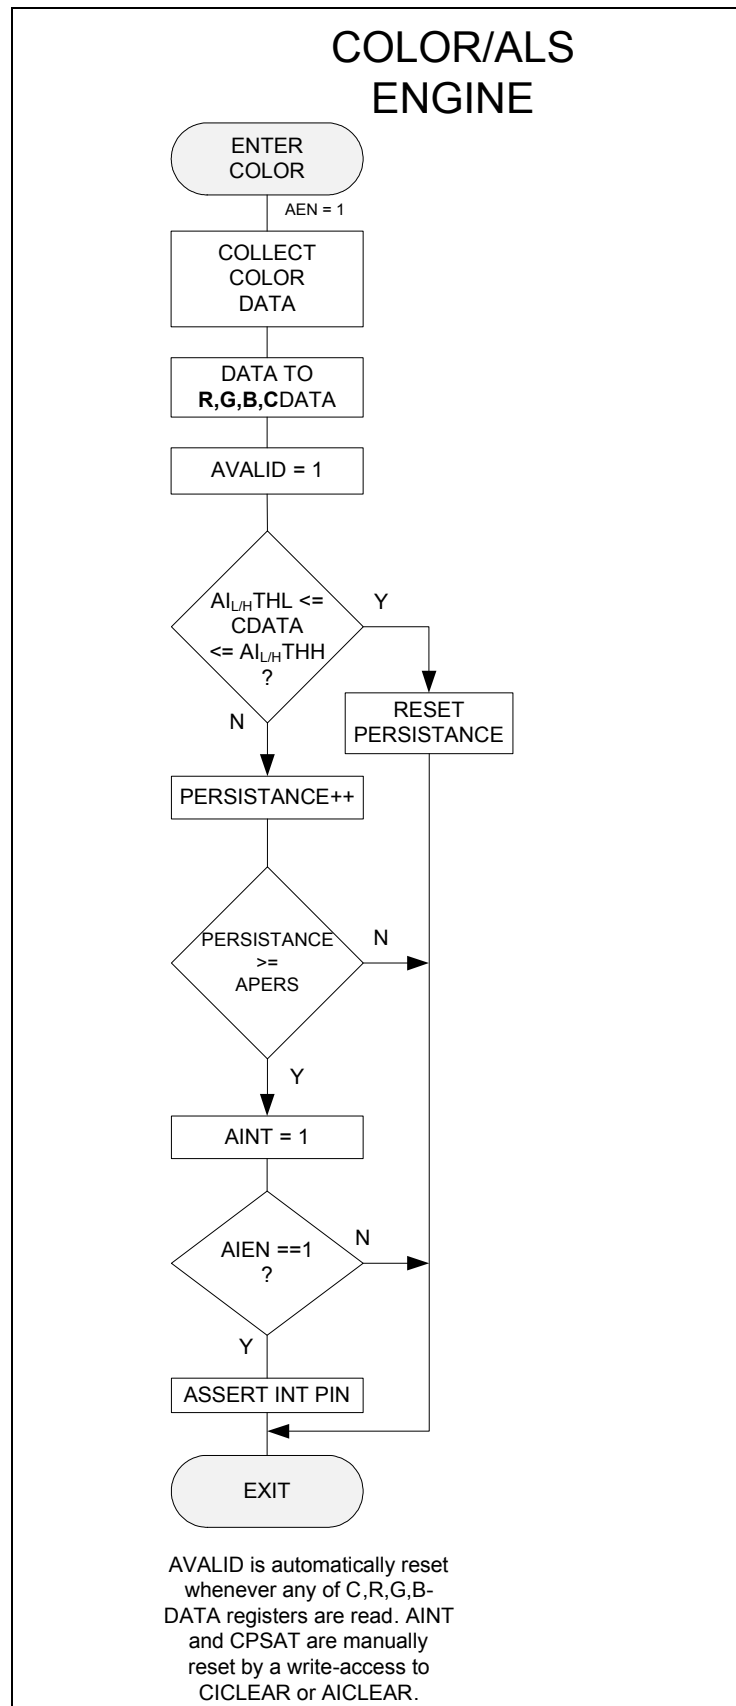 COLOR/ALS
ENGINE
ENTER
COLOR
AEN = 1
COLLECT
COLOR
DATA
DATA TO
R,G,B,CDATA
AVALID = 1
AIL/HTHL <=
CDATA
<= AIL/HTHH
?
Y
N
RESET
PERSISTANCE
PERSISTANCE++
PERSISTANCE
>=
APERS
N
Y
AINT = 1
AIEN ==1
?
N
Y
ASSERT INT PIN
EXIT
AVALID is automatically reset
whenever any of C,R,G,B-
DATA registers are read. AINT
and CPSAT are manually
reset by a write-access to
CICLEAR or AICLEAR.